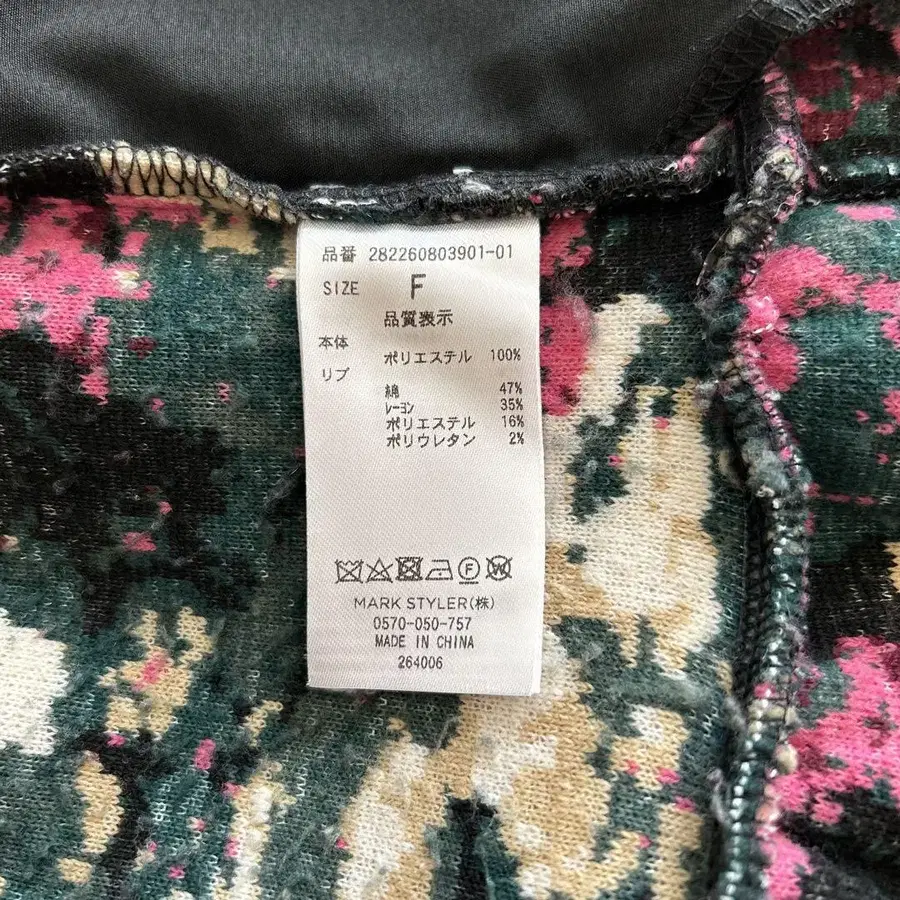 品番 282260803901-01
SIZE F
品質表示
本体 ポリエステル 100%
リブ
綿 47%
レーヨン 35%
ポリエステル 16%
ポリウレタン 2%
F W
MARK STYLER(株)
0570-050-757
MADE IN CHINA
264006